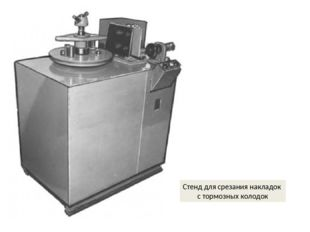 Стенд для срезания накладок
с тормозных колодок